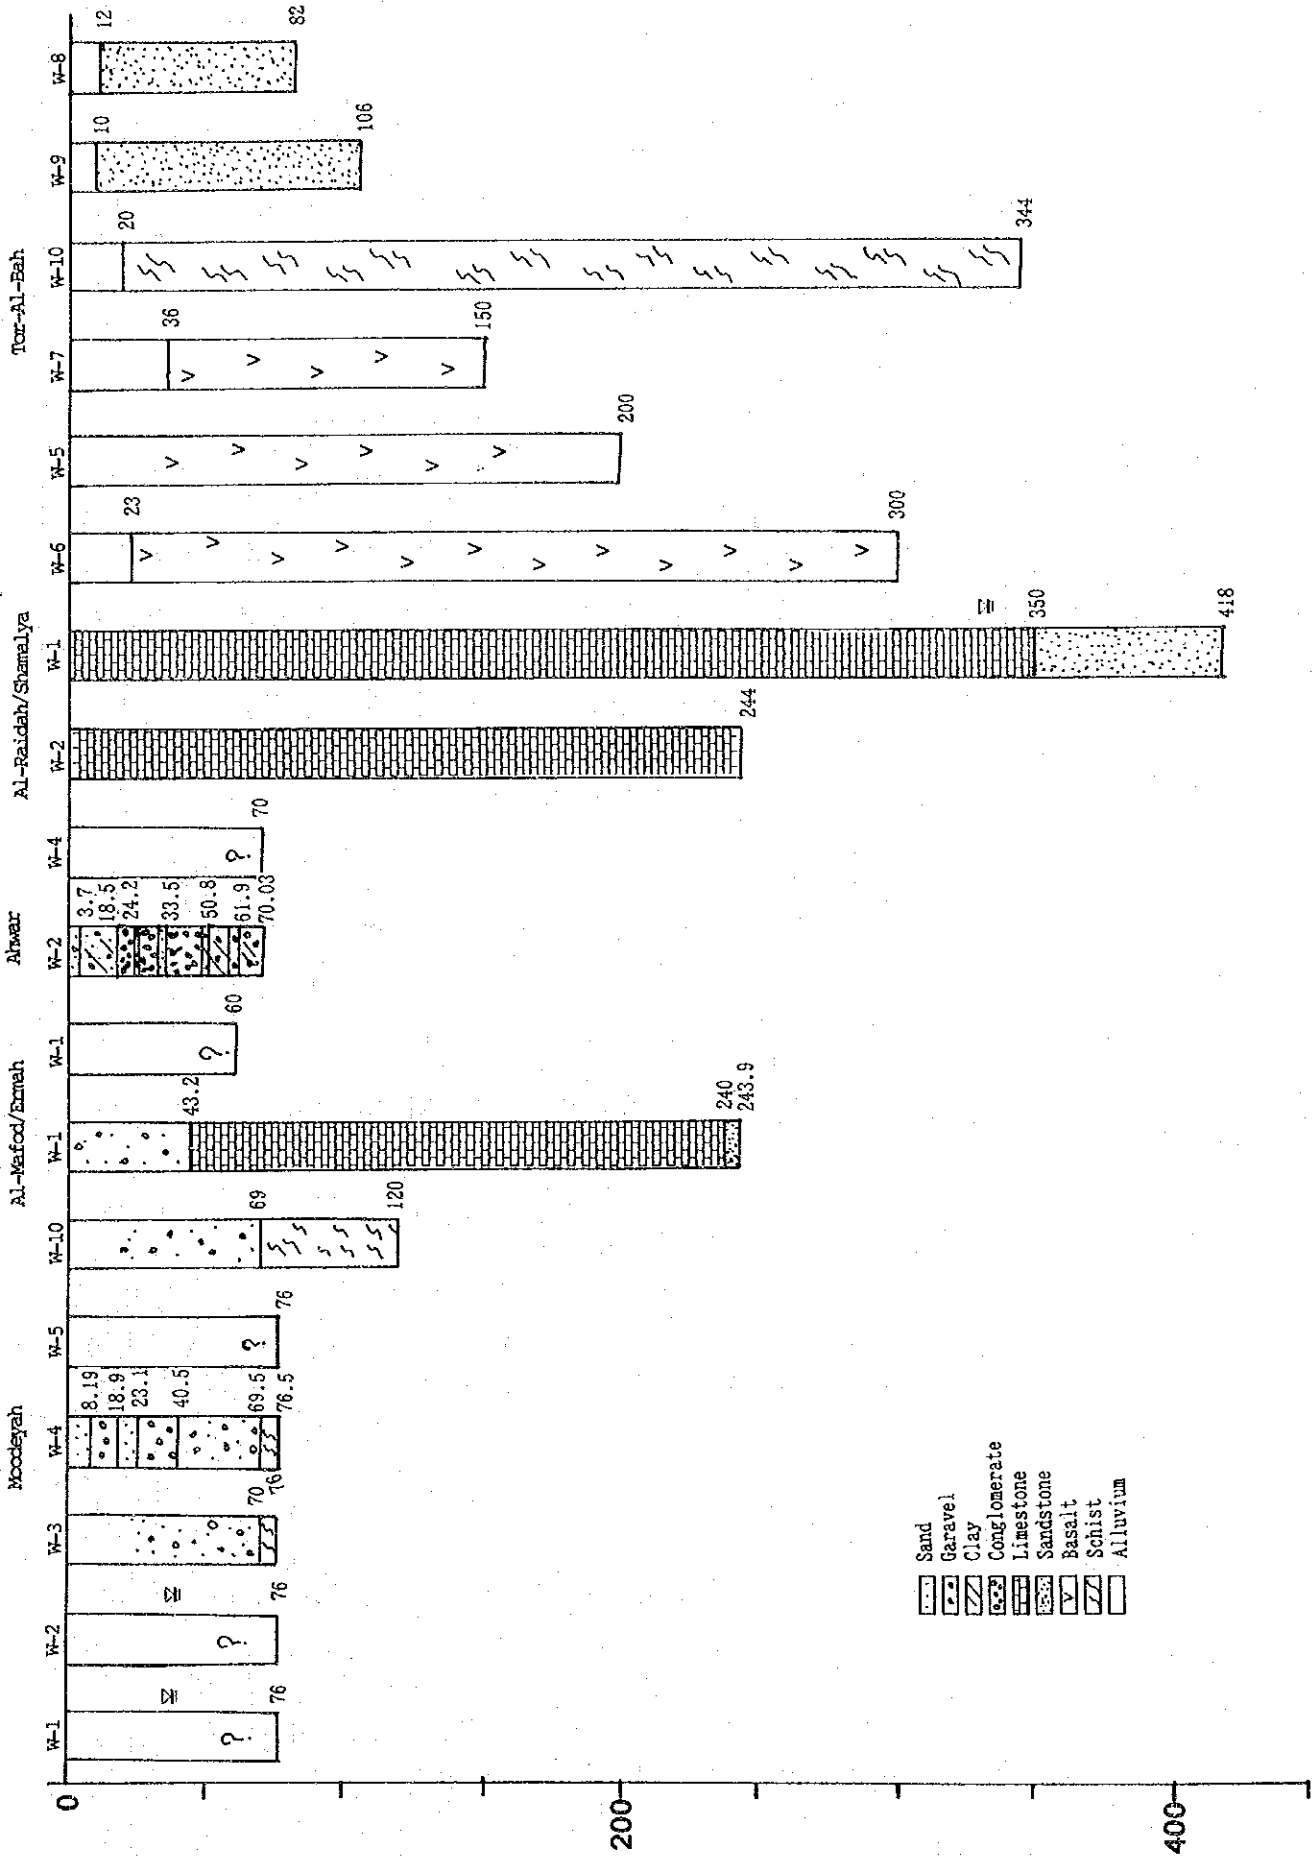 Moodeyah
Al-Mafod/Ermah
Ahwar
Al-Raidah/Shamalya
Tor-Al-Bah
W-1
W-2
W-3
W-4
W-5
W-10
W-1
W-1
W-2
W-4
W-2
W-1
W-6
W-5
W-7
W-10
W-9
W-8
0
200
400
?
76
?
76
70
76
8.19
18.9
23.1
40.5
69.5
76.5
?
76
69
120
43.2
240
243.9
?
60
3.7
18.5
24.2
33.5
50.8
61.9
70.03
?
70
244
350
418
23
300
200
36
150
20
344
10
106
12
82
Sand
Garavel
Clay
Conglomerate
Limestone
Sandstone
Basalt
Schist
Alluvium